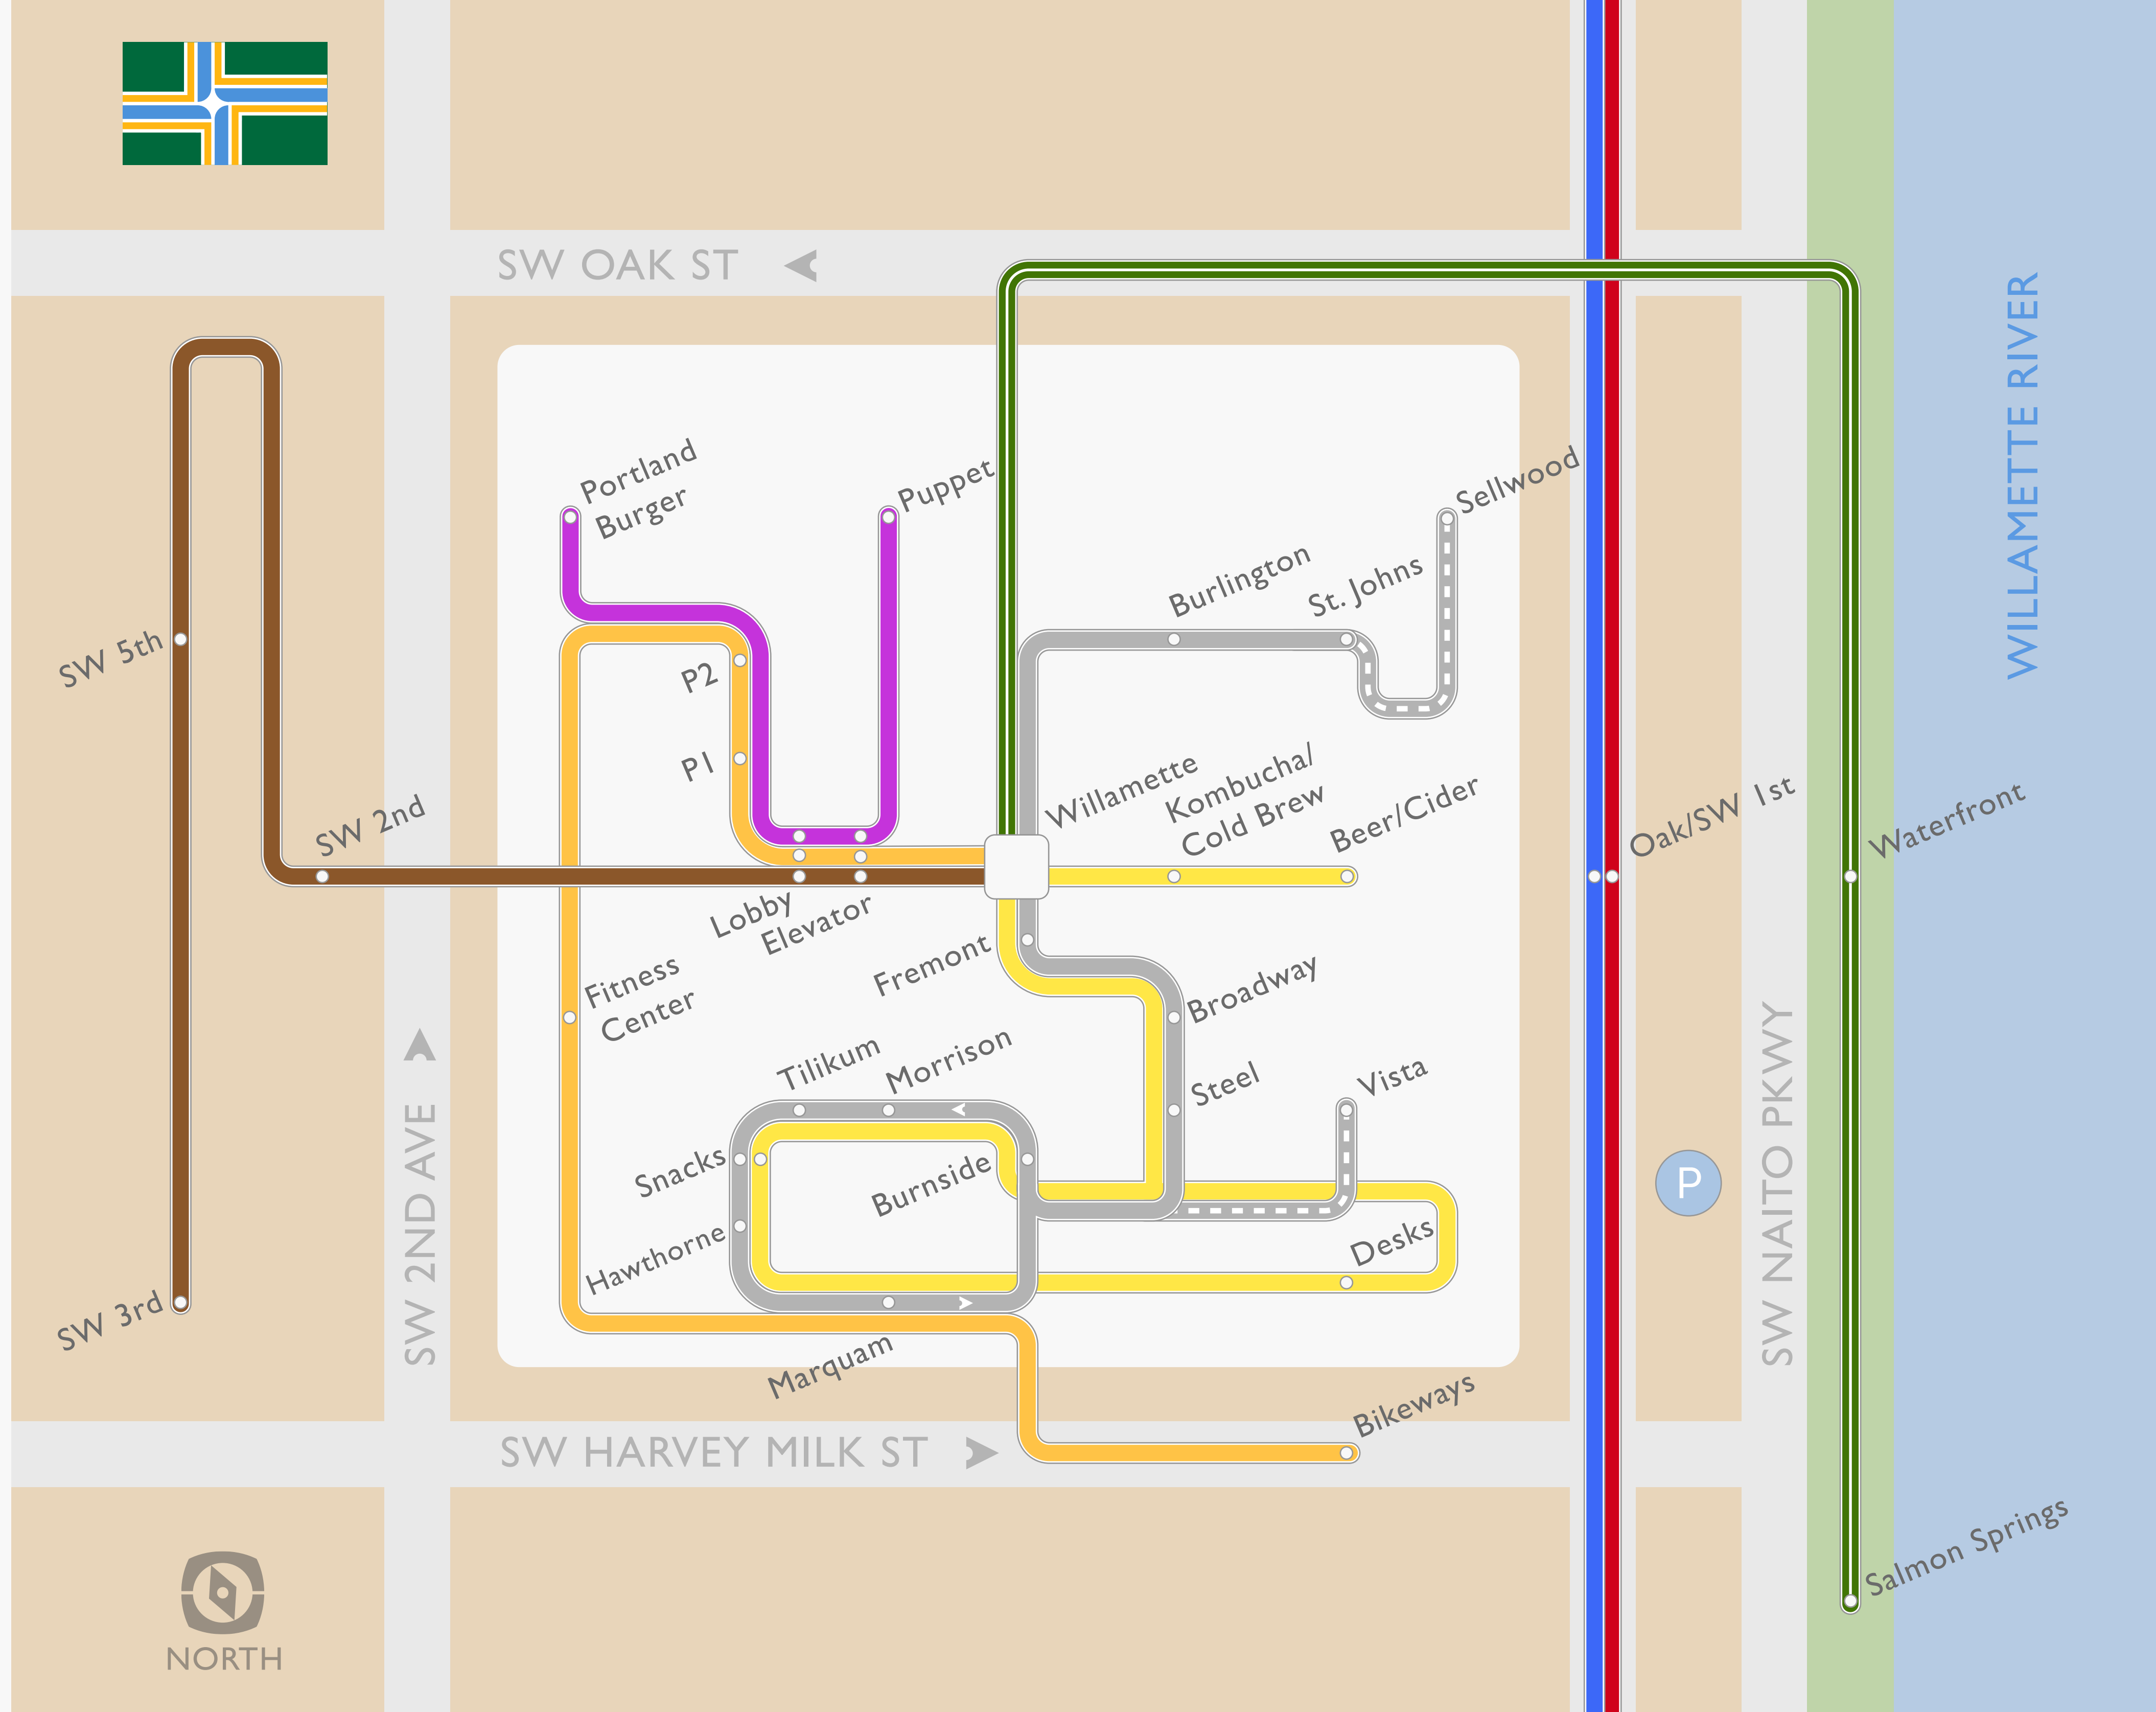 SW OAK ST
WILLAMETTE RIVER
Portland
Burger
Puppet
Sellwood
Burlington
St. Johns
SW 5th
P2
P1
Willamette
Kombucha/
Cold Brew
Beer/Cider
SW 2nd
Oak/SW 1st
Waterfront
Lobby
Elevator
Fremont
Fitness
Center
Broadway
Tilikum
Morrison
Steel
Vista
Snacks
Burnside
Hawthorne
Desks
P
SW 2ND AVE
SW NAITO PKWY
SW 3rd
Marquam
Bikeways
SW HARVEY MILK ST
Salmon Springs
NORTH